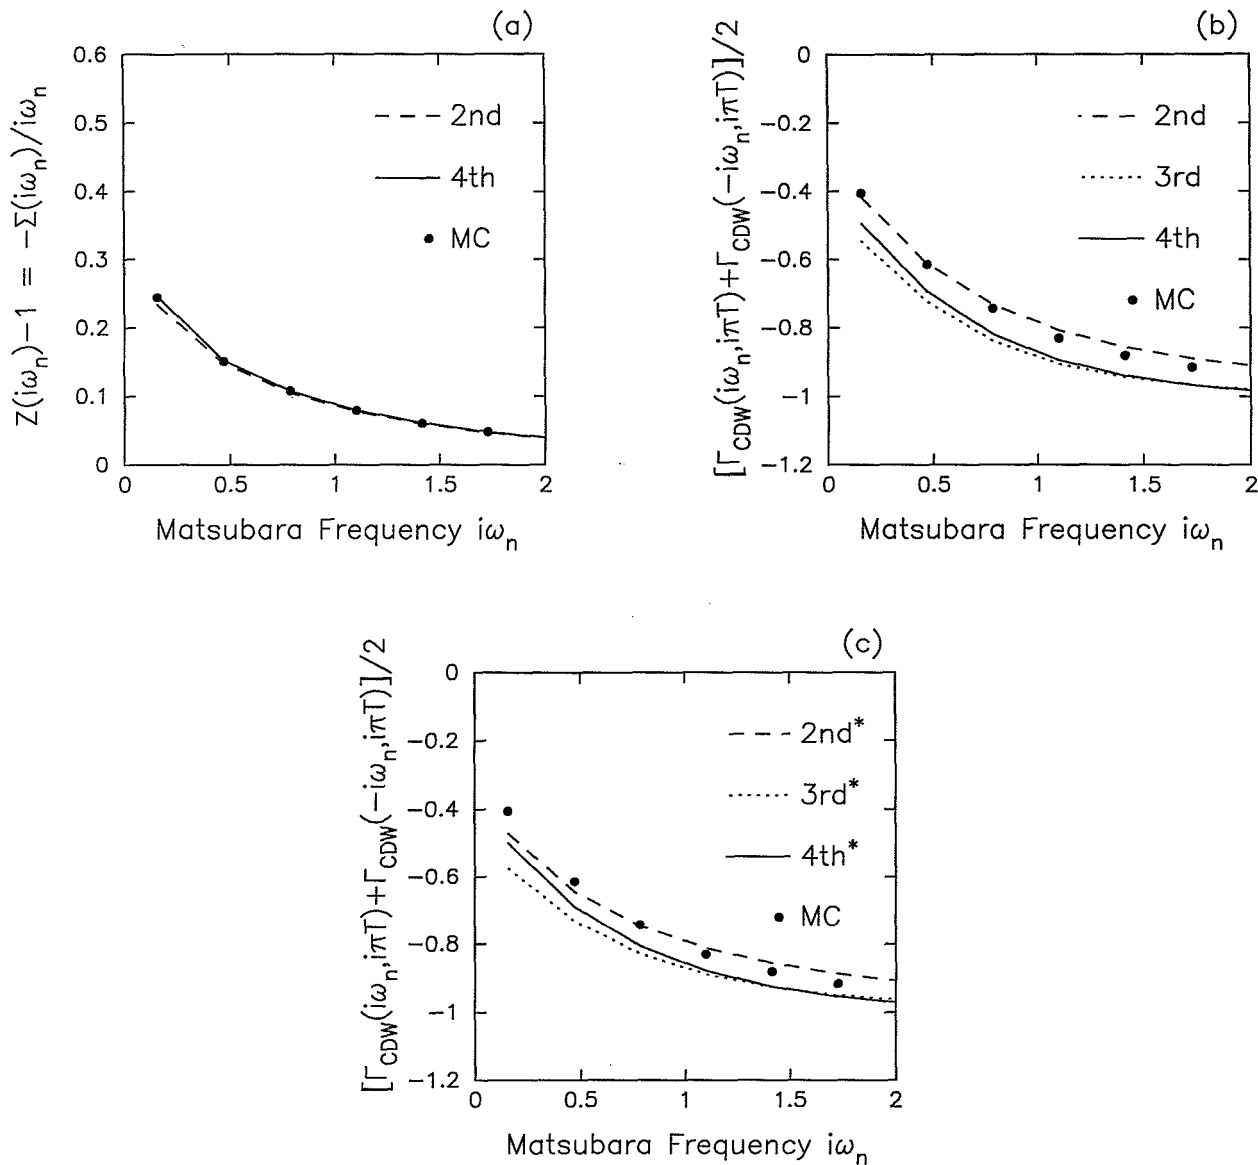 (a)
Z(iω_n)−1 = −Σ(iω_n)/iω_n
0.6
0.5
0.4
0.3
0.2
0.1
0
2nd
4th
MC
0
0.5
1
1.5
2
Matsubara Frequency iω_n
(b)
[Γ_CDW(iω_n,iπT)+Γ_CDW(−iω_n,iπT)]/2
0
−0.2
−0.4
−0.6
−0.8
−1
−1.2
2nd
3rd
4th
MC
0
0.5
1
1.5
2
Matsubara Frequency iω_n
(c)
[Γ_CDW(iω_n,iπT)+Γ_CDW(−iω_n,iπT)]/2
0
−0.2
−0.4
−0.6
−0.8
−1
−1.2
2nd*
3rd*
4th*
MC
0
0.5
1
1.5
2
Matsubara Frequency iω_n